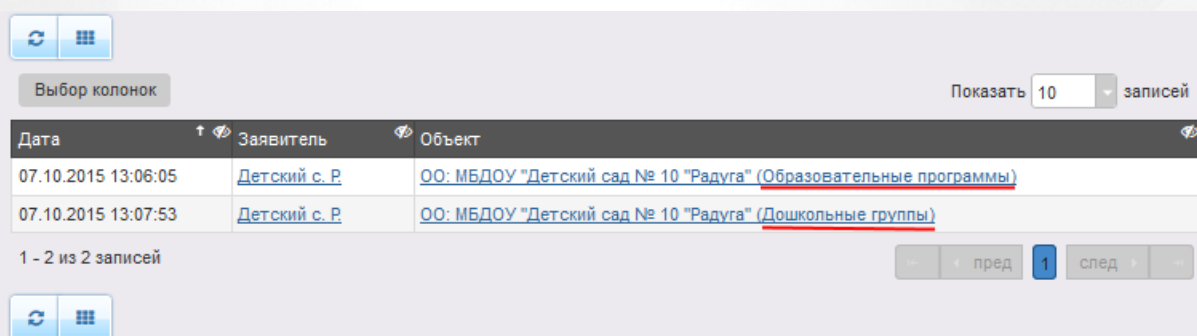 Выбор колонок
Показать 10 записей
Дата Заявитель Объект
07.10.2015 13:06:05 Детский с. Р. ОО: МБДОУ "Детский сад № 10 "Радуга" (Образовательные программы)
07.10.2015 13:07:53 Детский с. Р. ОО: МБДОУ "Детский сад № 10 "Радуга" (Дошкольные группы)
1 - 2 из 2 записей
пред 1 след